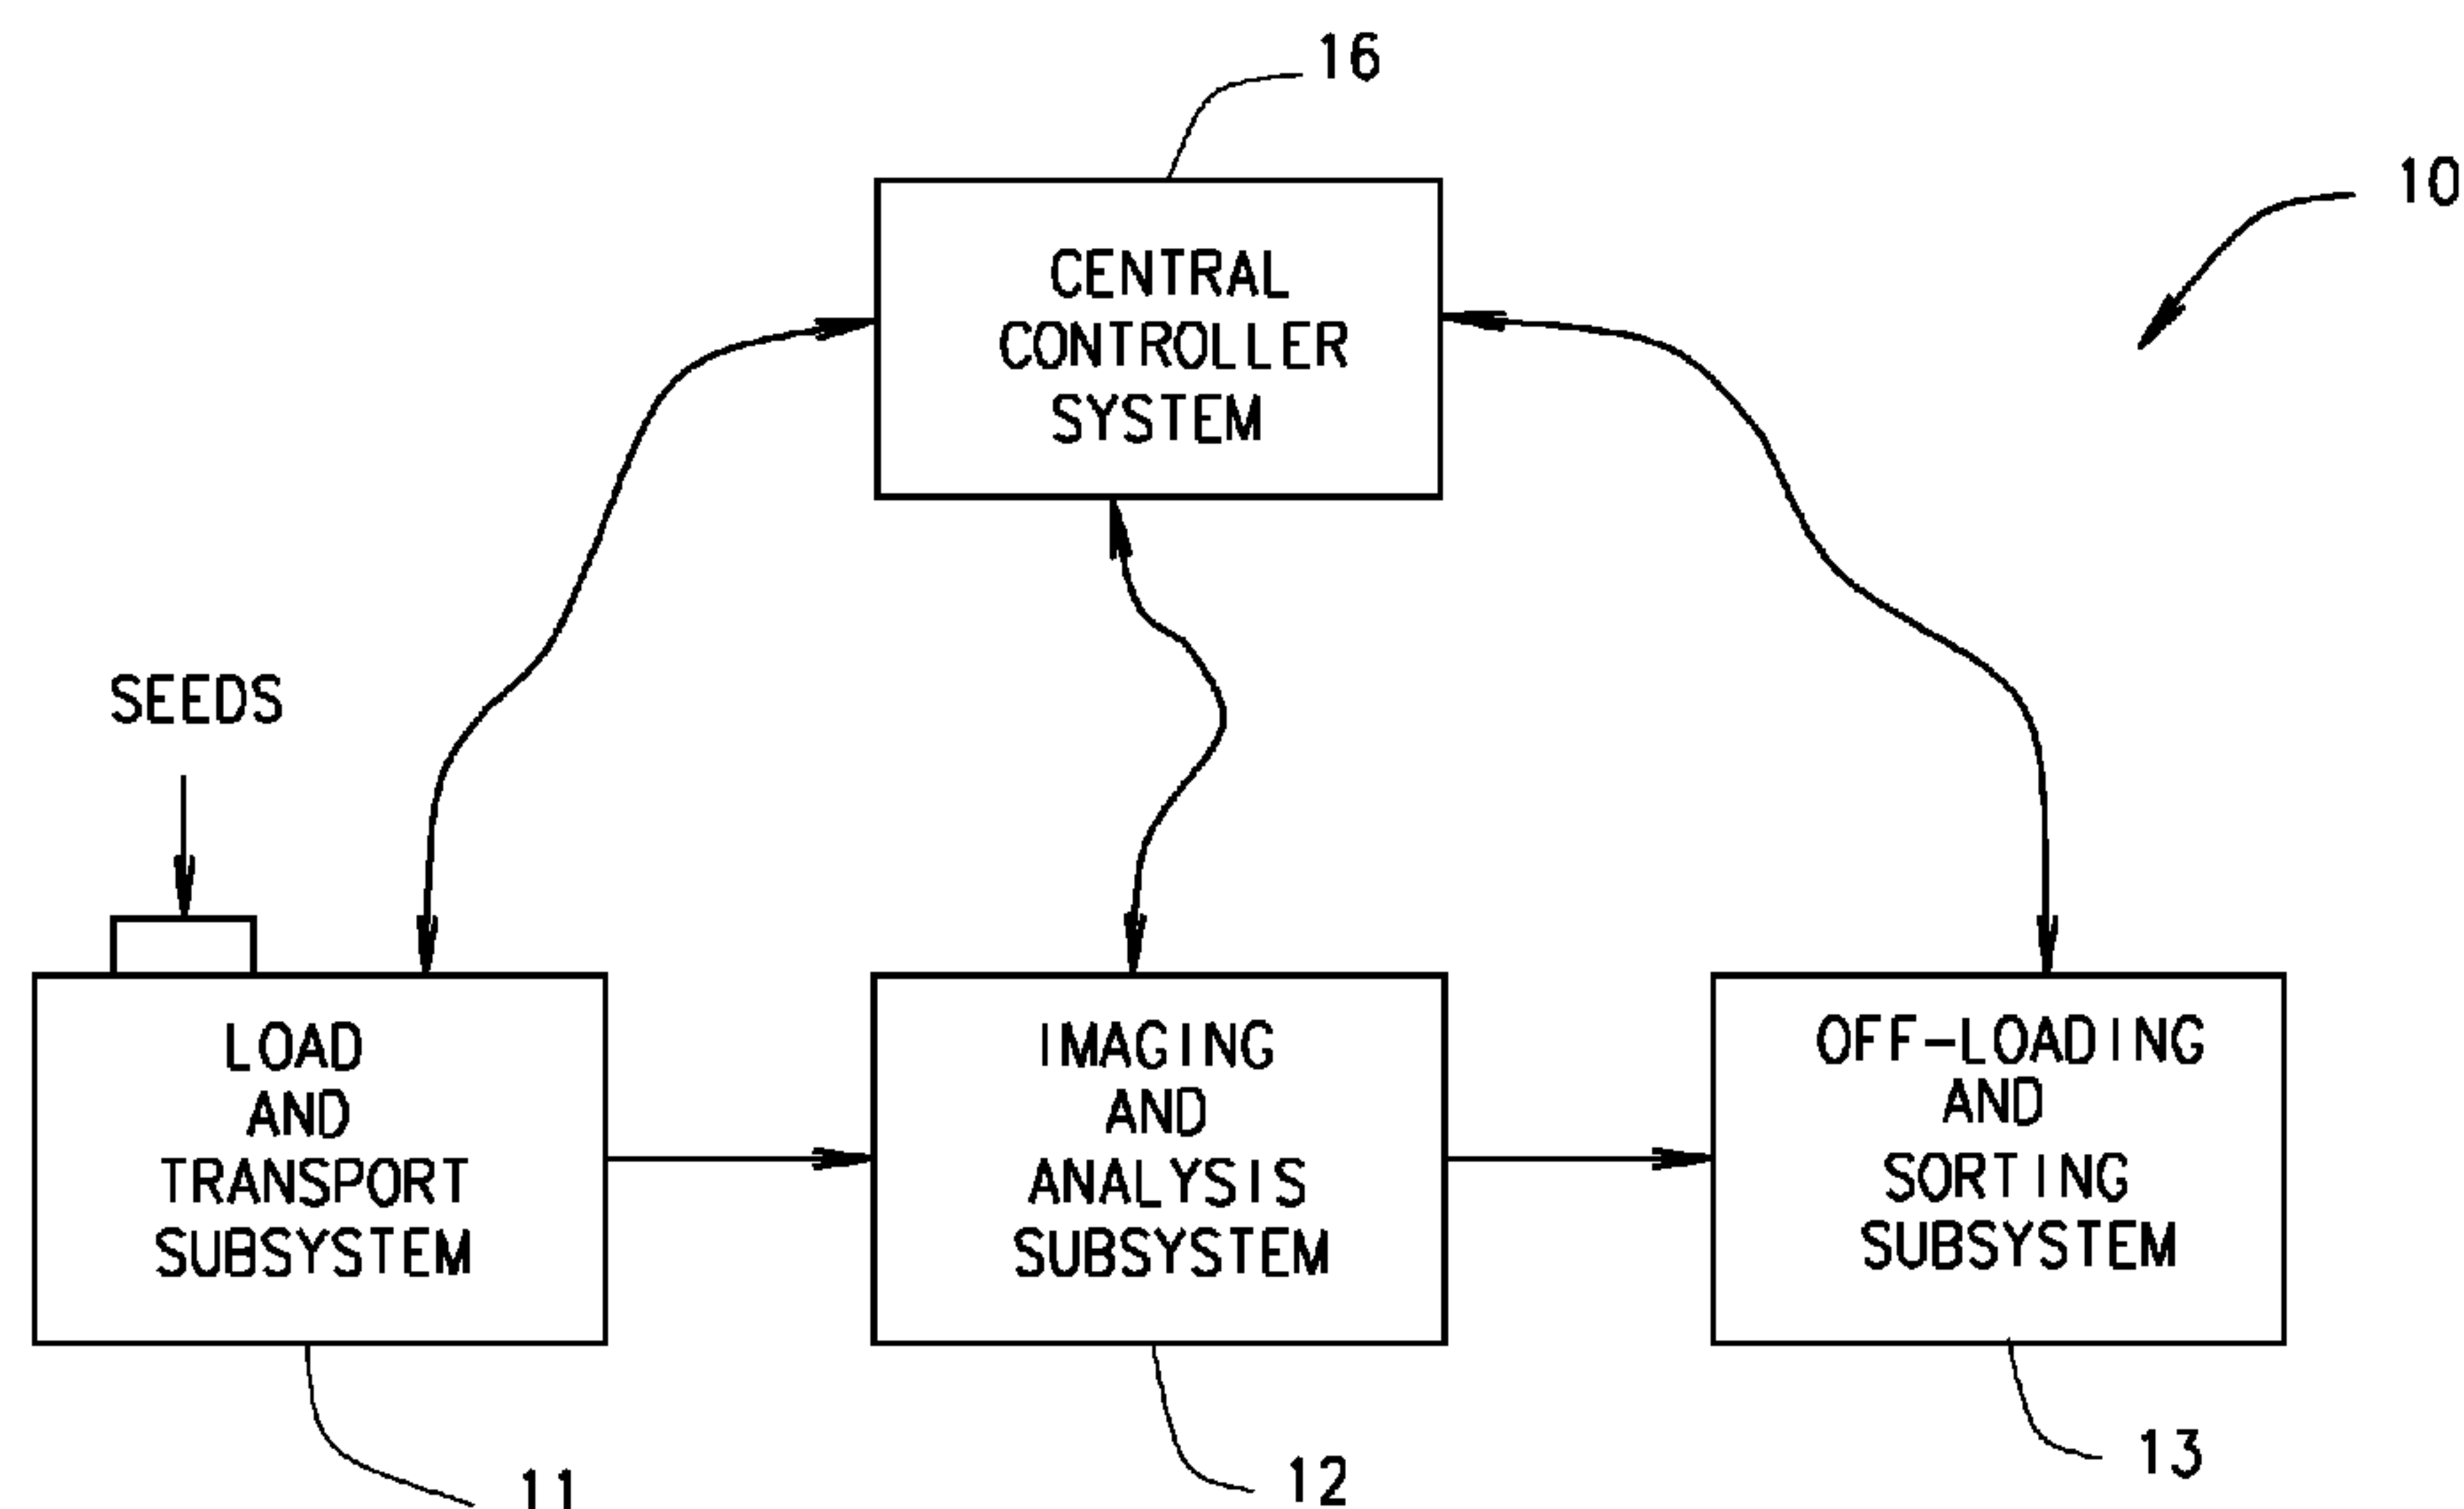 16
10
CENTRAL
CONTROLLER
SYSTEM
SEEDS
LOAD
AND
TRANSPORT
SUBSYSTEM
IMAGING
AND
ANALYSIS
SUBSYSTEM
OFF-LOADING
AND
SORTING
SUBSYSTEM
11
12
13